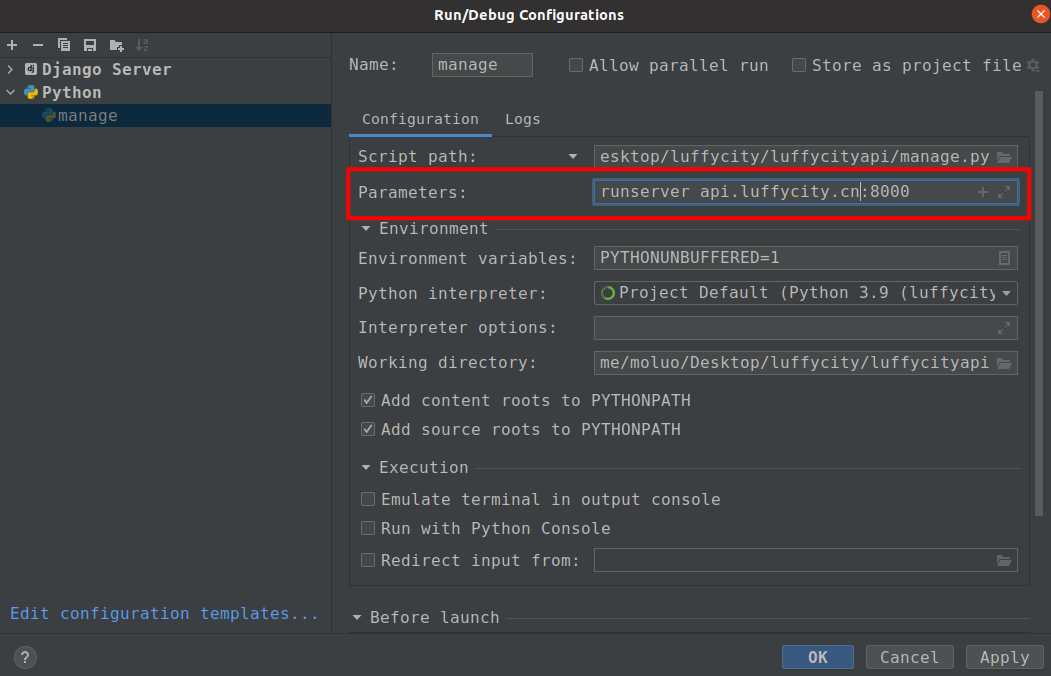 Run/Debug Configurations
Django Server
Python
manage
Edit configuration templates...
Name: manage Allow parallel run Store as project file
Configuration Logs
Script path: esktop/luffycity/luffycityapi/manage.py
Parameters: runserver api.luffycity.cn:8000
Environment
Environment variables: PYTHONUNBUFFERED=1
Python interpreter: Project Default (Python 3.9 (luffycity
Interpreter options:
Working directory: me/moluo/Desktop/luffycity/luffycityapi
Add content roots to PYTHONPATH
Add source roots to PYTHONPATH
Execution
Emulate terminal in output console
Run with Python Console
Redirect input from:
Before launch
? OK Cancel Apply